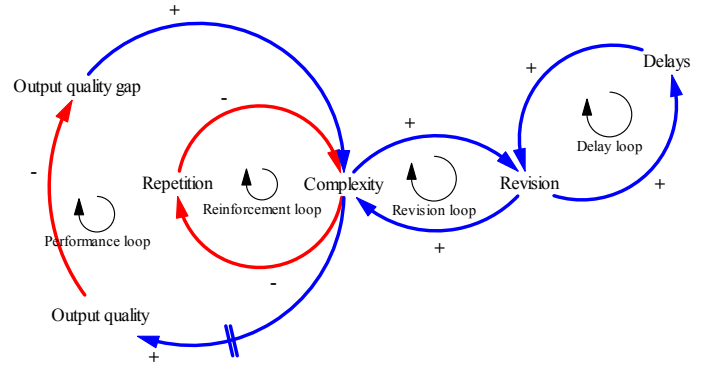 +
Delays
+
Output quality gap
-
+
-
Repetition
Complexity
Revision
Delay loop
+
Reinforcement loop
Revision loop
Performance loop
+
-
Output quality
+